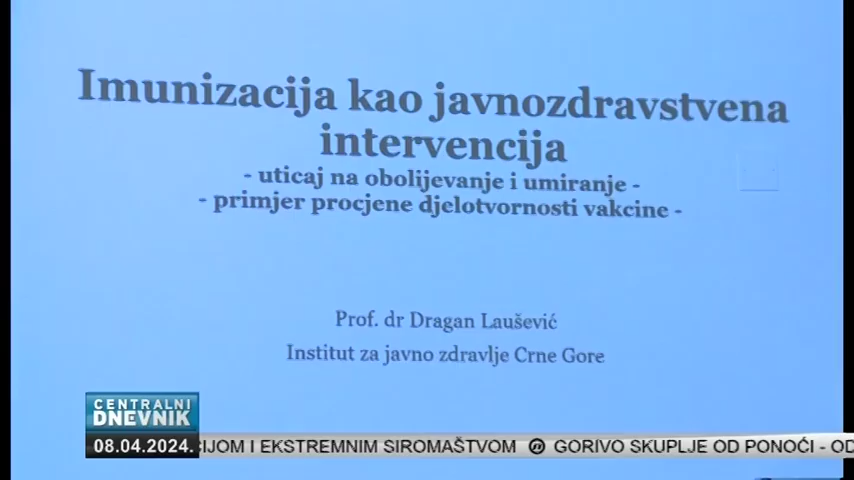 Imunizacija kao javnozdravstvena
intervencija
- uticaj na obolijevanje i umiranje -
- primjer procjene djelotvornosti vakcine -
Prof. dr Dragan Laušević
Institut za javno zdravlje Crne Gore
CENTRALNI
DNEVNIK
08.04.2024. IJOM I EKSTREMNIM SIROMAŠTVOM GORIVO SKUPLJE OD PONOĆI - OD